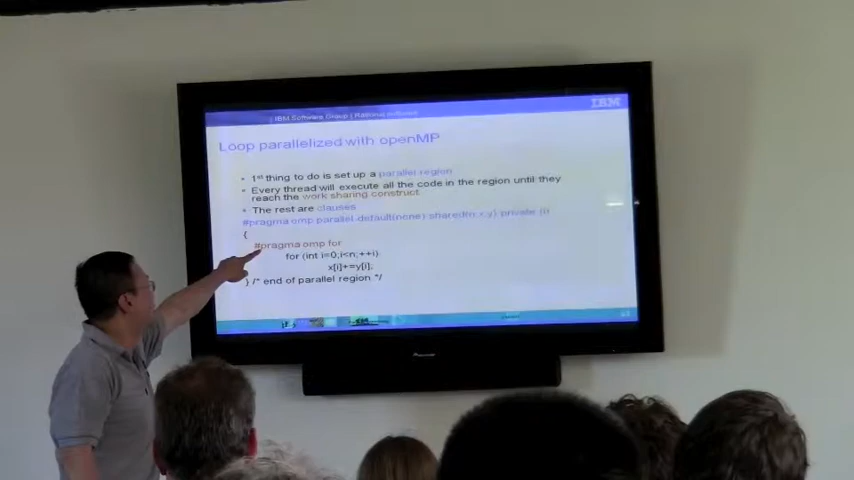 IBM Software Group | Rational software
IBM
Loop parallelized with openMP
• 1st thing to do is set up a parallel region
• Every thread will execute all the code in the region until they
reach the work sharing construct
• The rest are clauses
#pragma omp parallel default(none) shared(n,x,y) private (i)
{
#pragma omp for
for (int i=0;i<n;++i)
x[i]+=y[i];
} /* end of parallel region */
Pioneer